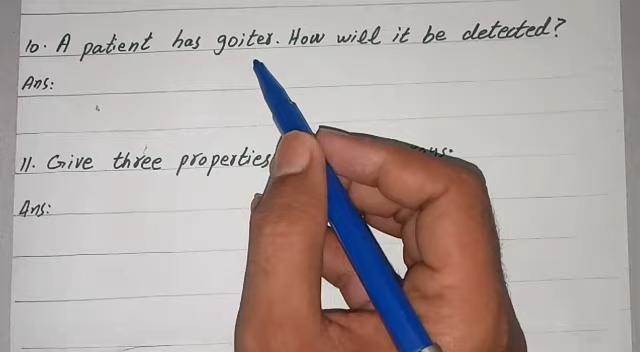 10. A patient has goiter. How will it be detected?
Ans:
11. Give three properties
Ans: